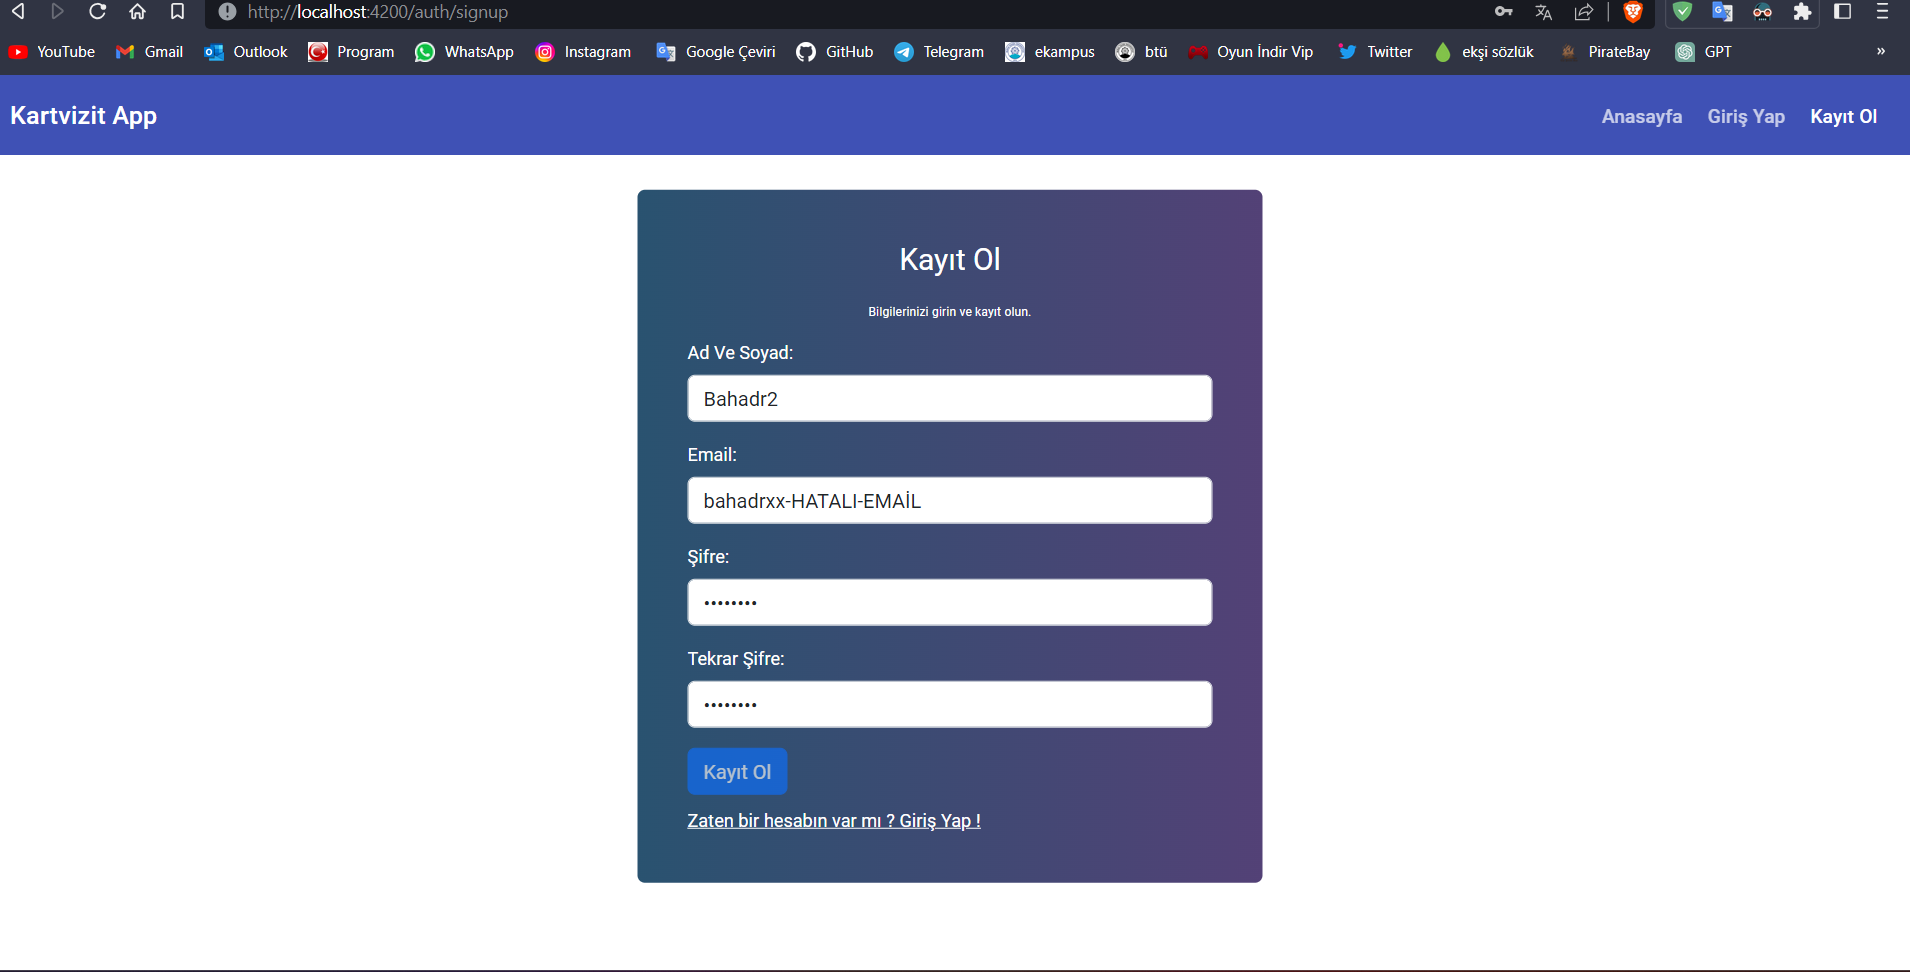 http://localhost:4200/auth/signup
YouTube Gmail Outlook Program WhatsApp Instagram Google Çeviri GitHub Telegram ekampus btü Oyun İndir Vip Twitter ekşi sözlük PirateBay GPT »
Kartvizit App Anasayfa Giriş Yap Kayıt Ol
Kayıt Ol
Bilgilerinizi girin ve kayıt olun.
Ad Ve Soyad:
Bahadr2
Email:
bahadrxx-HATALI-EMAİL
Şifre:
••••••••
Tekrar Şifre:
••••••••
Kayıt Ol
Zaten bir hesabın var mı ? Giriş Yap !